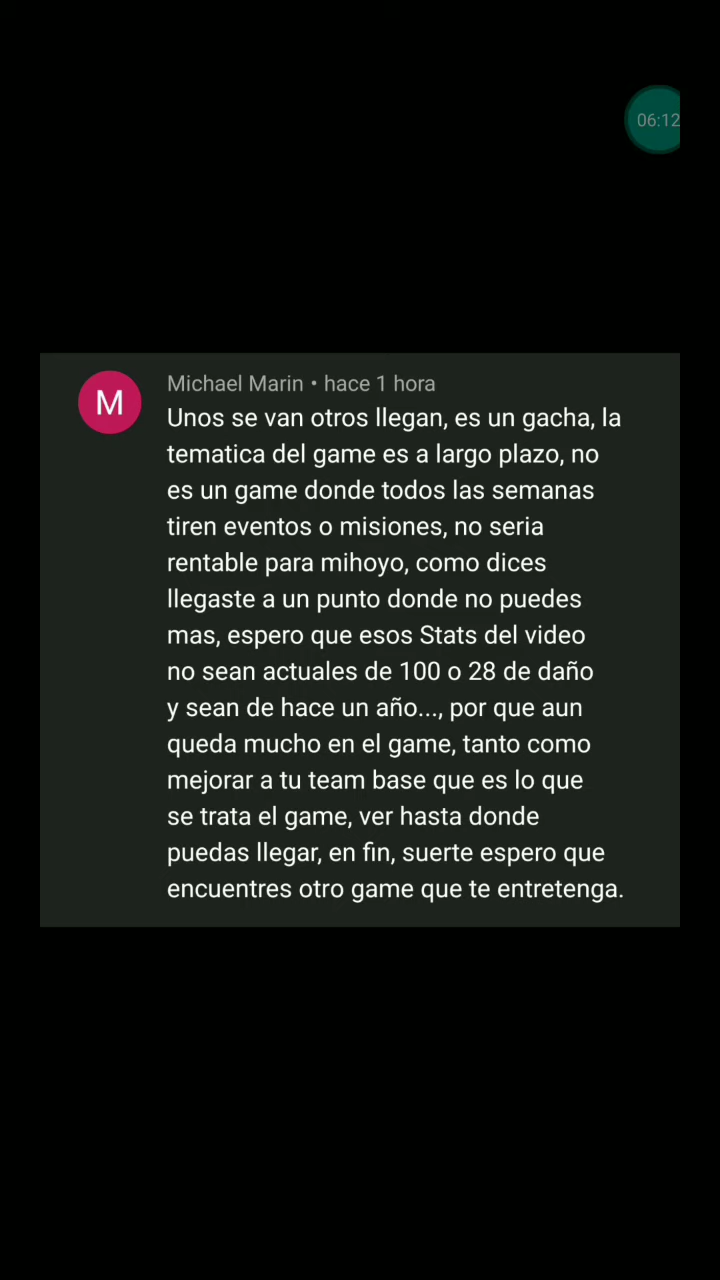 06:12
M
Michael Marin • hace 1 hora
Unos se van otros llegan, es un gacha, la
tematica del game es a largo plazo, no
es un game donde todos las semanas
tiren eventos o misiones, no seria
rentable para mihoyo, como dices
llegaste a un punto donde no puedes
mas, espero que esos Stats del video
no sean actuales de 100 o 28 de daño
y sean de hace un año..., por que aun
queda mucho en el game, tanto como
mejorar a tu team base que es lo que
se trata el game, ver hasta donde
puedas llegar, en fin, suerte espero que
encuentres otro game que te entretenga.